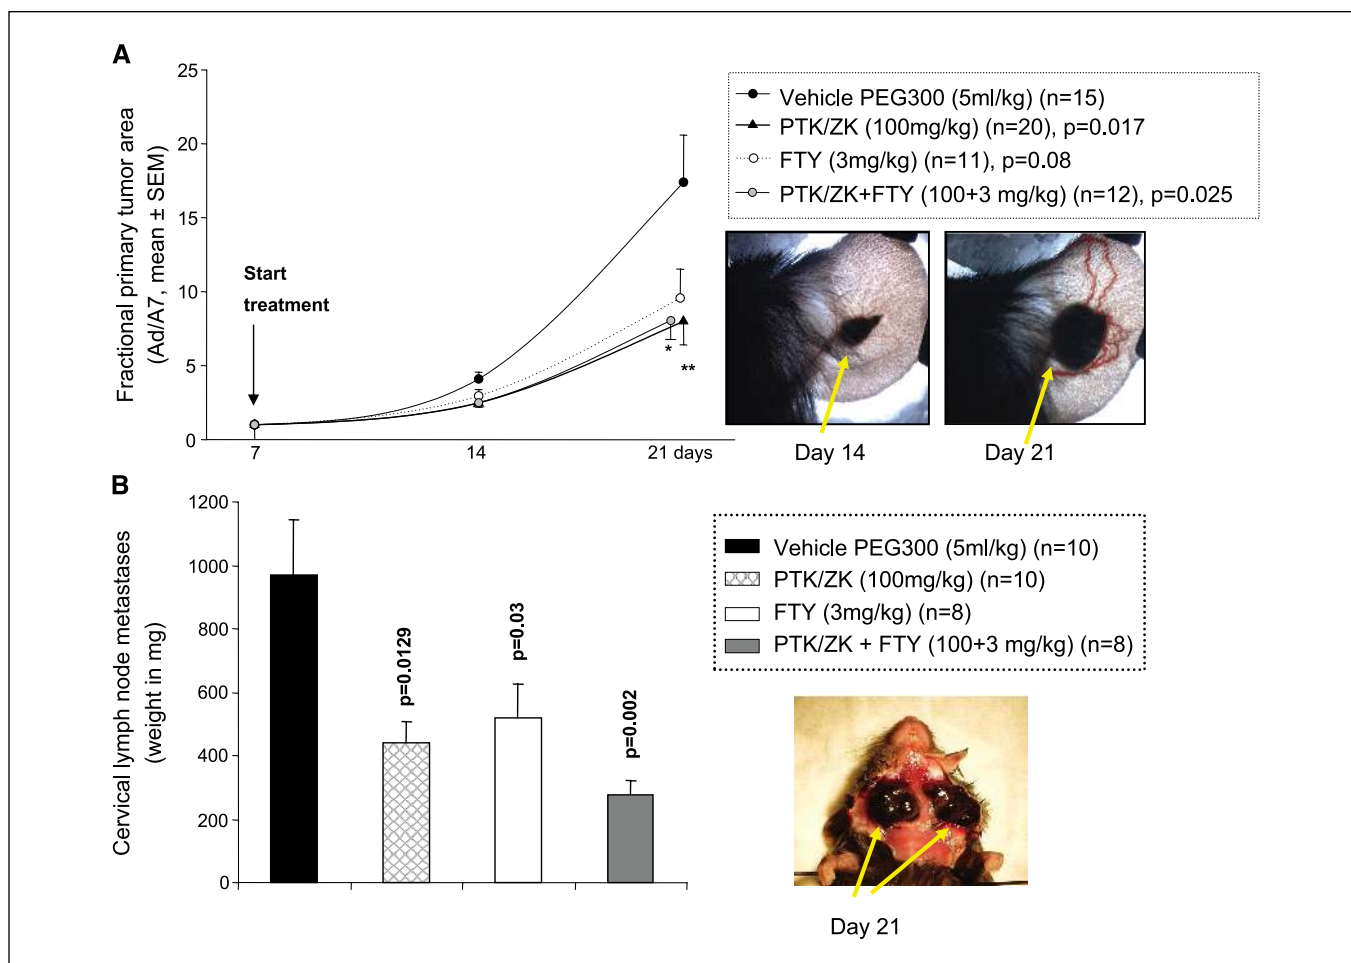 A
25
20
15
10
5
0
Fractional primary tumor area
(Ad/A7, mean ± SEM)
Start
treatment
*
**
7
14
21 days
Vehicle PEG300 (5ml/kg) (n=15)
PTK/ZK (100mg/kg) (n=20), p=0.017
FTY (3mg/kg) (n=11), p=0.08
PTK/ZK+FTY (100+3 mg/kg) (n=12), p=0.025
Day 14
Day 21
B
1200
1000
800
600
400
200
0
Cervical lymph node metastases
(weight in mg)
p=0.0129
p=0.03
p=0.002
Vehicle PEG300 (5ml/kg) (n=10)
PTK/ZK (100mg/kg) (n=10)
FTY (3mg/kg) (n=8)
PTK/ZK + FTY (100+3 mg/kg) (n=8)
Day 21